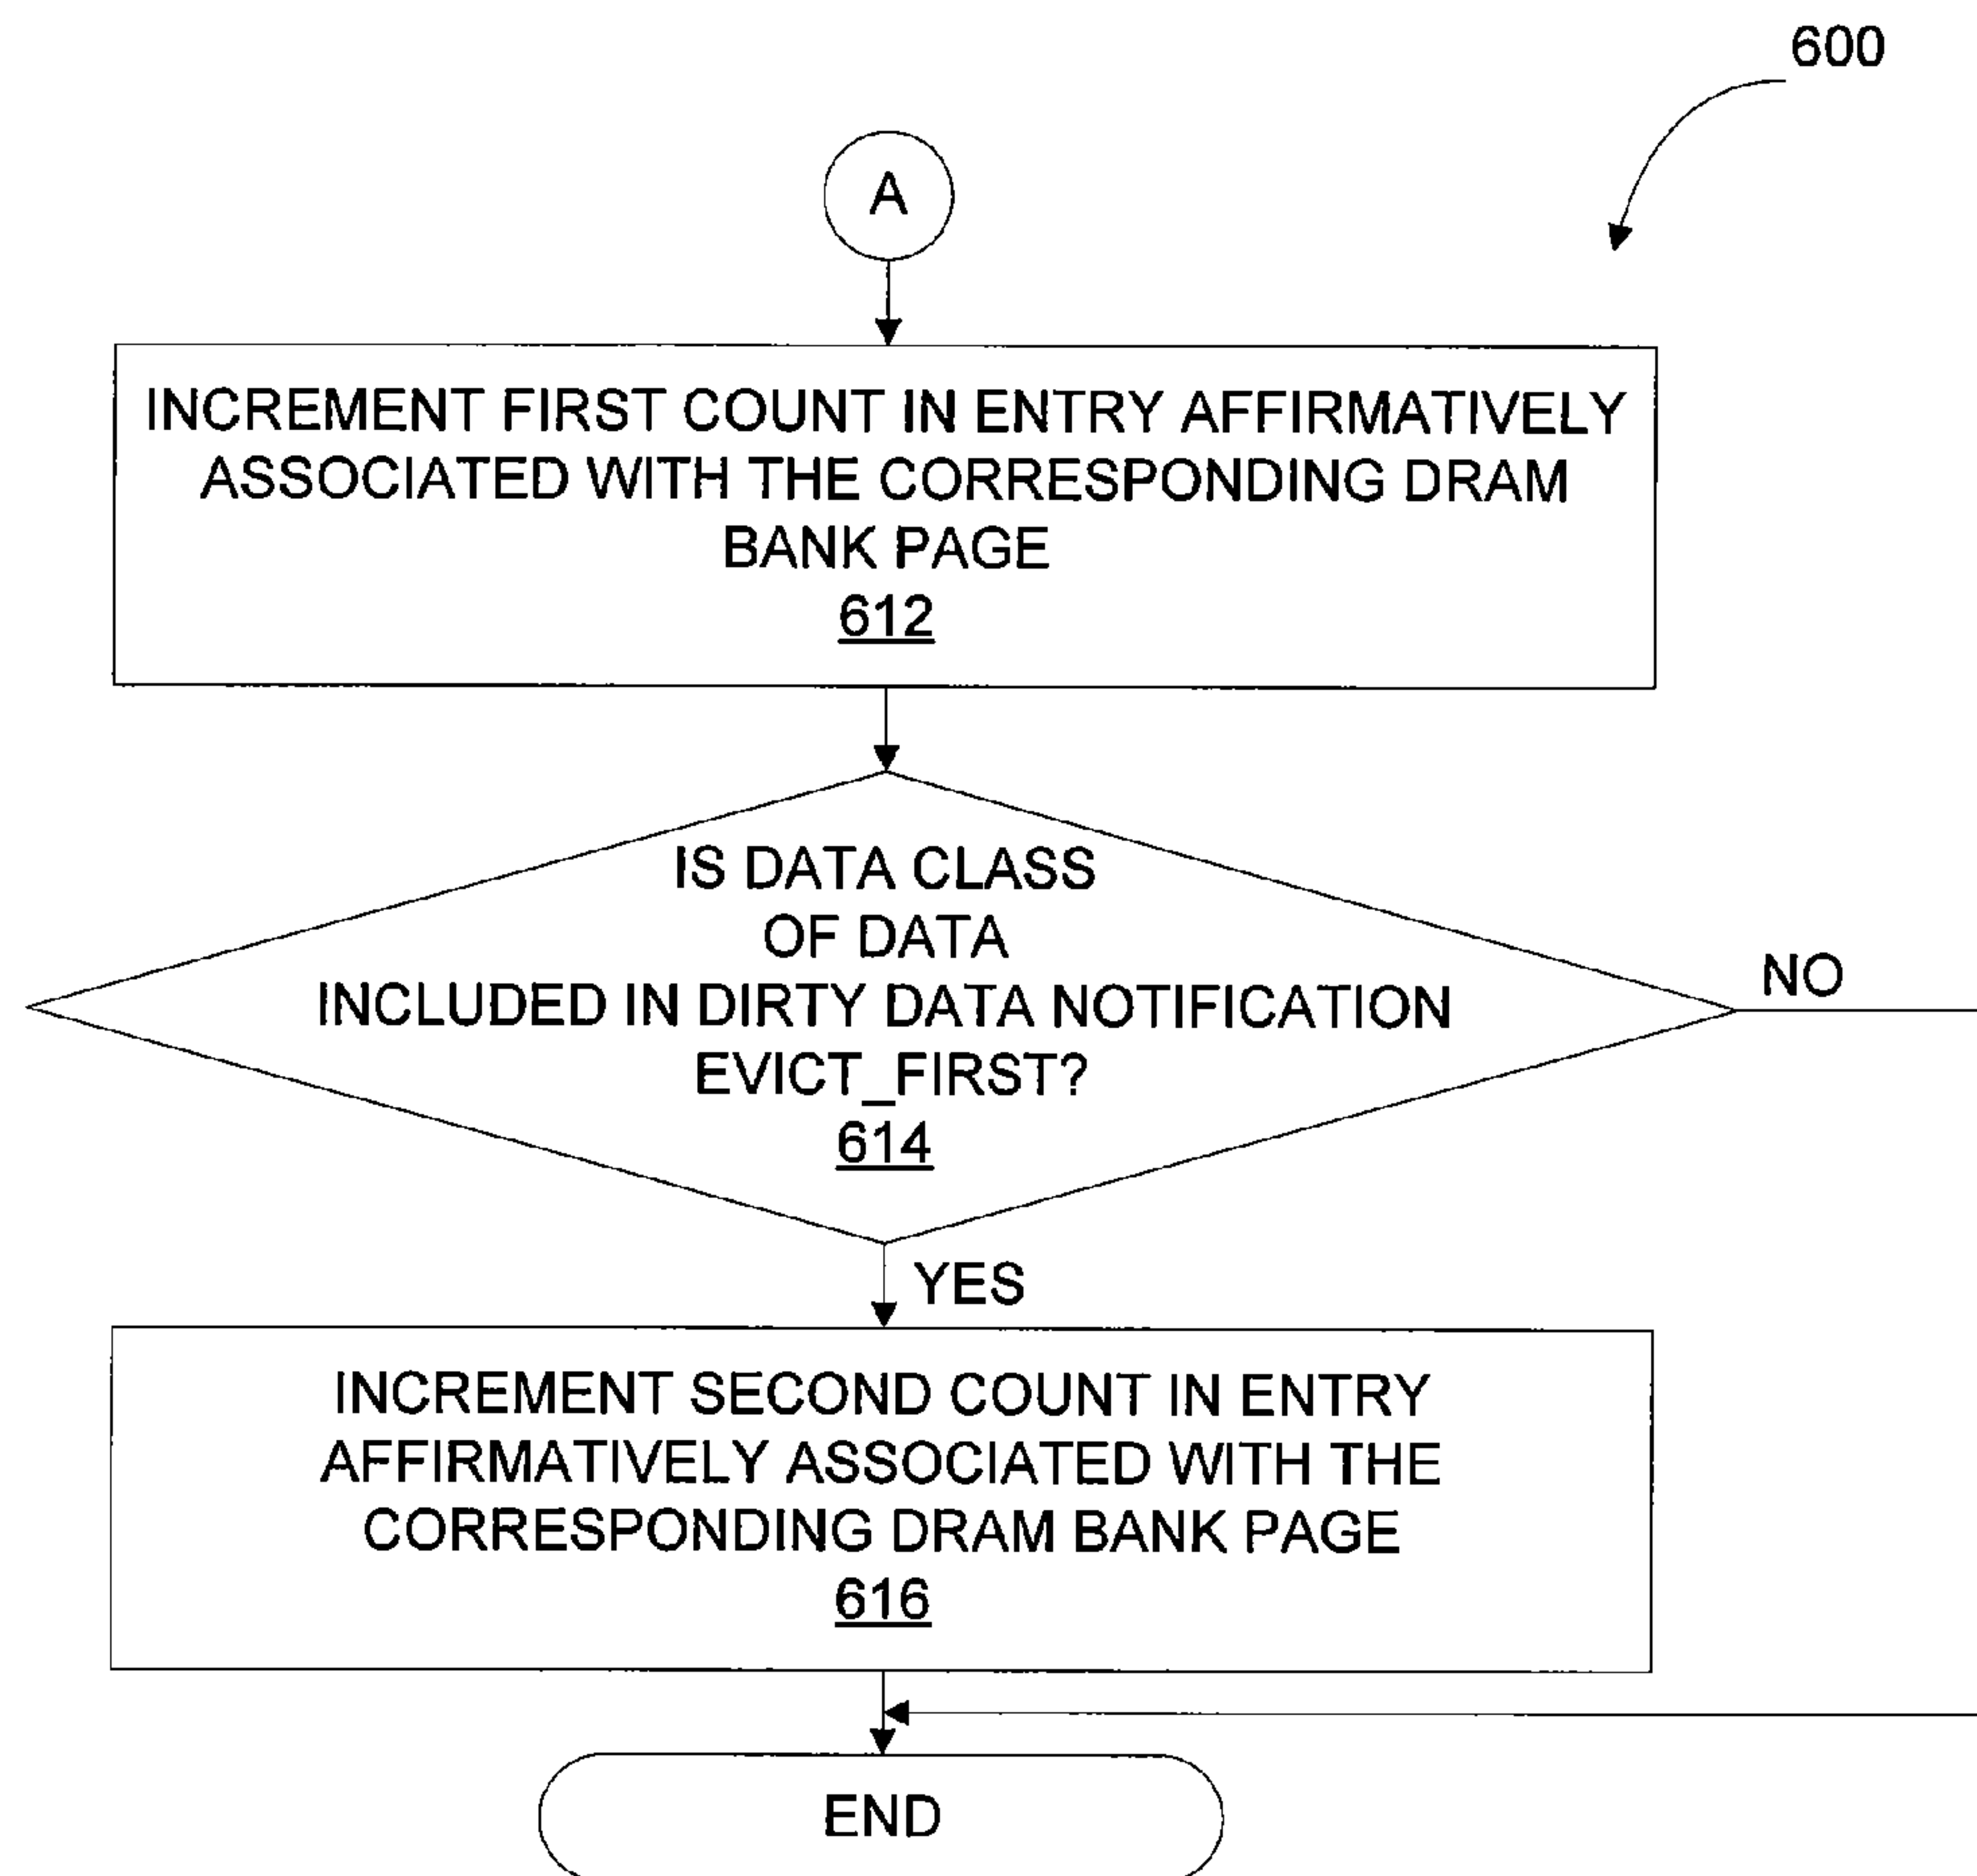 600
A
INCREMENT FIRST COUNT IN ENTRY AFFIRMATIVELY
ASSOCIATED WITH THE CORRESPONDING DRAM
BANK PAGE
612
IS DATA CLASS
OF DATA
INCLUDED IN DIRTY DATA NOTIFICATION
EVICT_FIRST?
614
NO
YES
INCREMENT SECOND COUNT IN ENTRY
AFFIRMATIVELY ASSOCIATED WITH THE
CORRESPONDING DRAM BANK PAGE
616
END